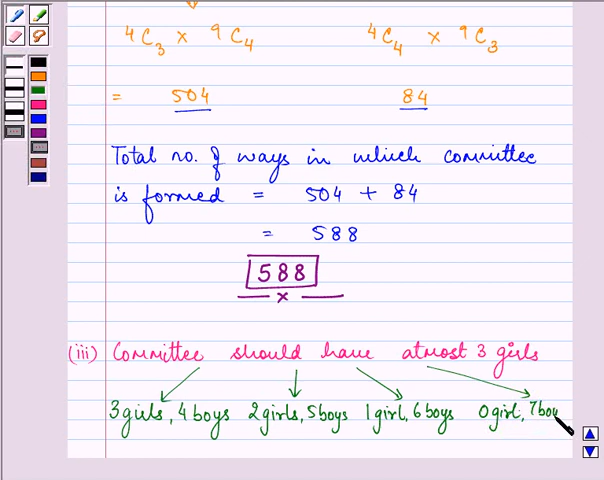 ⁴C₃ × ⁹C₄ ⁴C₄ × ⁹C₃
= 504 84
Total no. of ways in which committee
is formed = 504 + 84
= 588
588
x
(iii) Committee should have atmost 3 girls
3 girls, 4 boys 2 girls, 5 boys 1 girl, 6 boys 0 girl, 7 boy